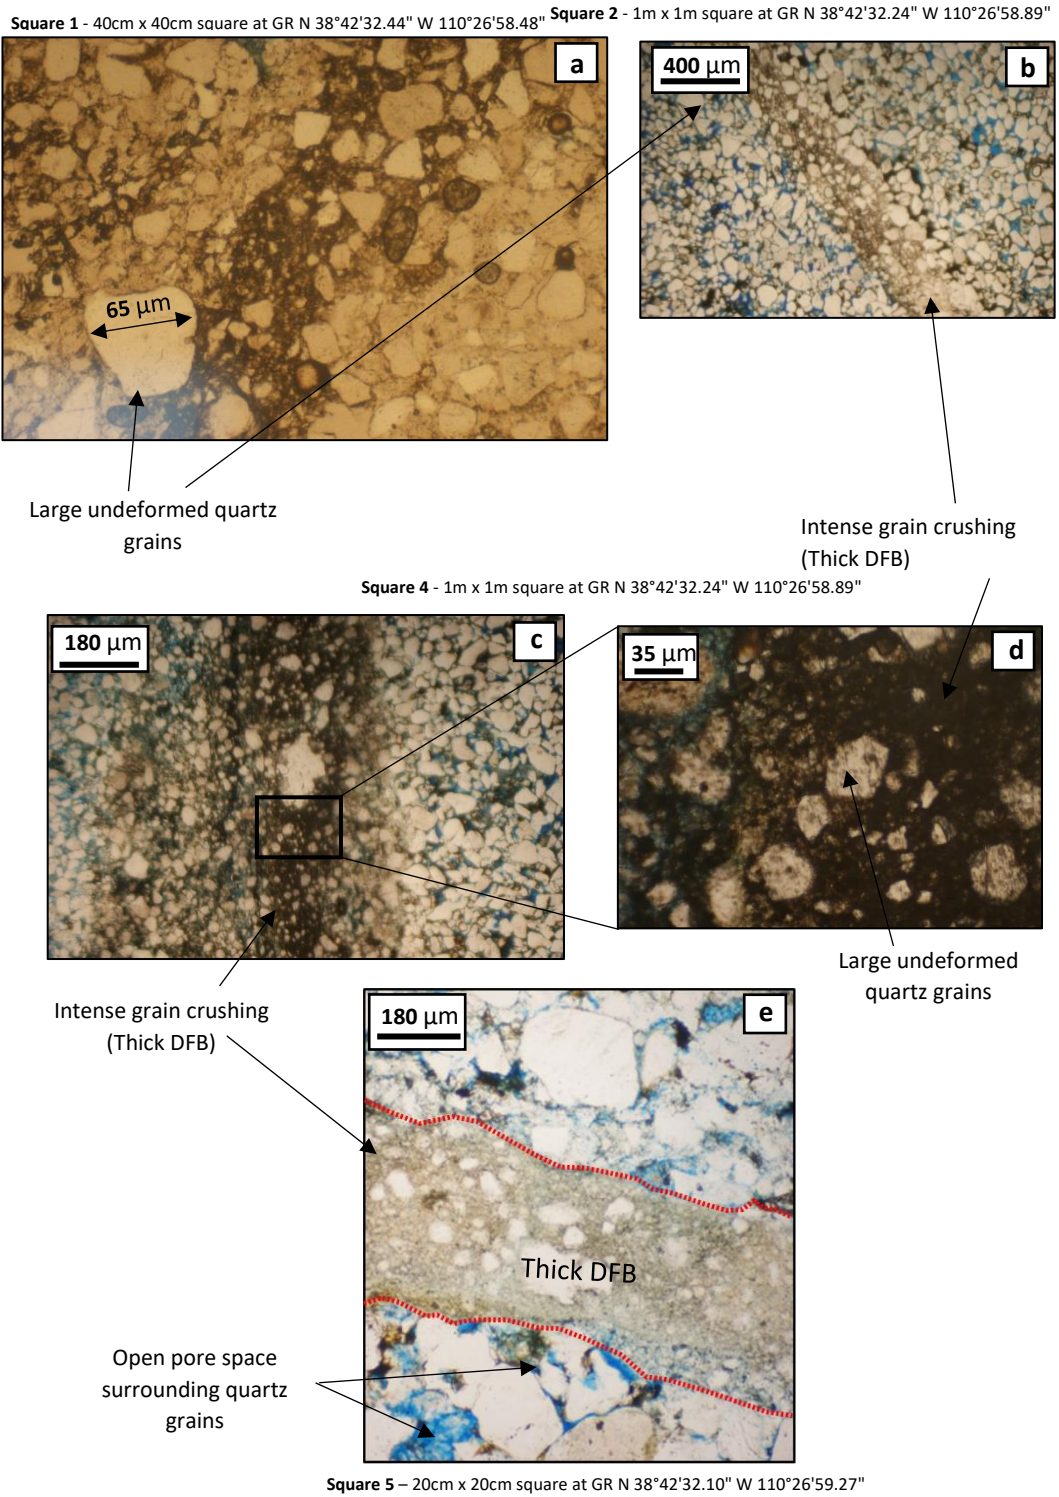 Square 1 - 40cm x 40cm square at GR N 38°42'32.44" W 110°26'58.48"
Square 2 - 1m x 1m square at GR N 38°42'32.24" W 110°26'58.89"
a
65 µm
400 µm
b
Large undeformed quartz
grains
Intense grain crushing
(Thick DFB)
Square 4 - 1m x 1m square at GR N 38°42'32.24" W 110°26'58.89"
180 µm
c
35 µm
d
Intense grain crushing
(Thick DFB)
Large undeformed
quartz grains
180 µm
e
Thick DFB
Open pore space
surrounding quartz
grains
Square 5 – 20cm x 20cm square at GR N 38°42'32.10" W 110°26'59.27"